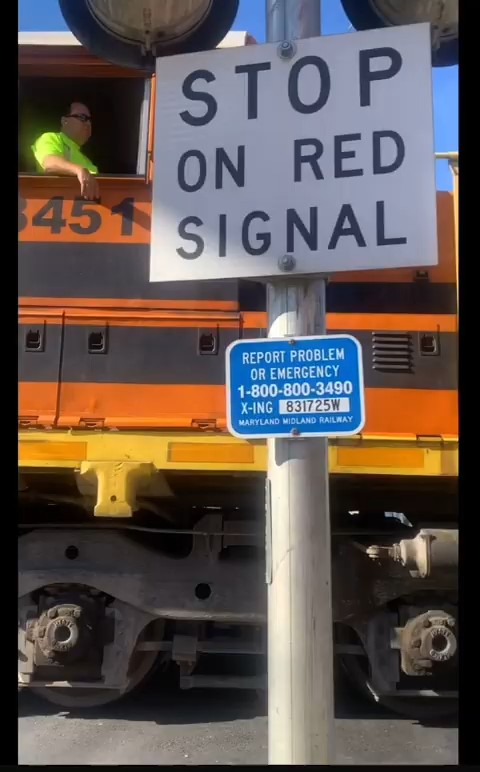 STOP
ON RED
SIGNAL
3451
REPORT PROBLEM
OR EMERGENCY
1-800-800-3490
X-ING 831725W
MARYLAND MIDLAND RAILWAY